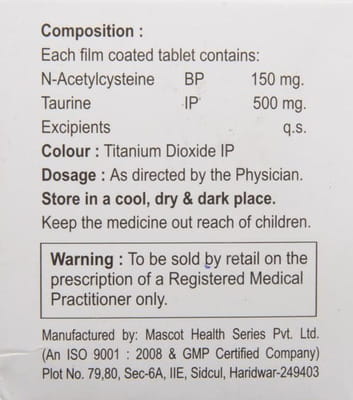 Composition :
Each film coated tablet contains:
N-Acetylcysteine BP 150 mg.
Taurine IP 500 mg.
Excipients q.s.
Colour : Titanium Dioxide IP
Dosage : As directed by the Physician.
Store in a cool, dry & dark place.
Keep the medicine out reach of children.
Warning : To be sold by retail on the
prescription of a Registered Medical
Practitioner only.
Manufactured by: Mascot Health Series Pvt. Ltd.
(An ISO 9001 : 2008 & GMP Certified Company)
Plot No. 79,80, Sec-6A, IIE, Sidcul, Haridwar-249403